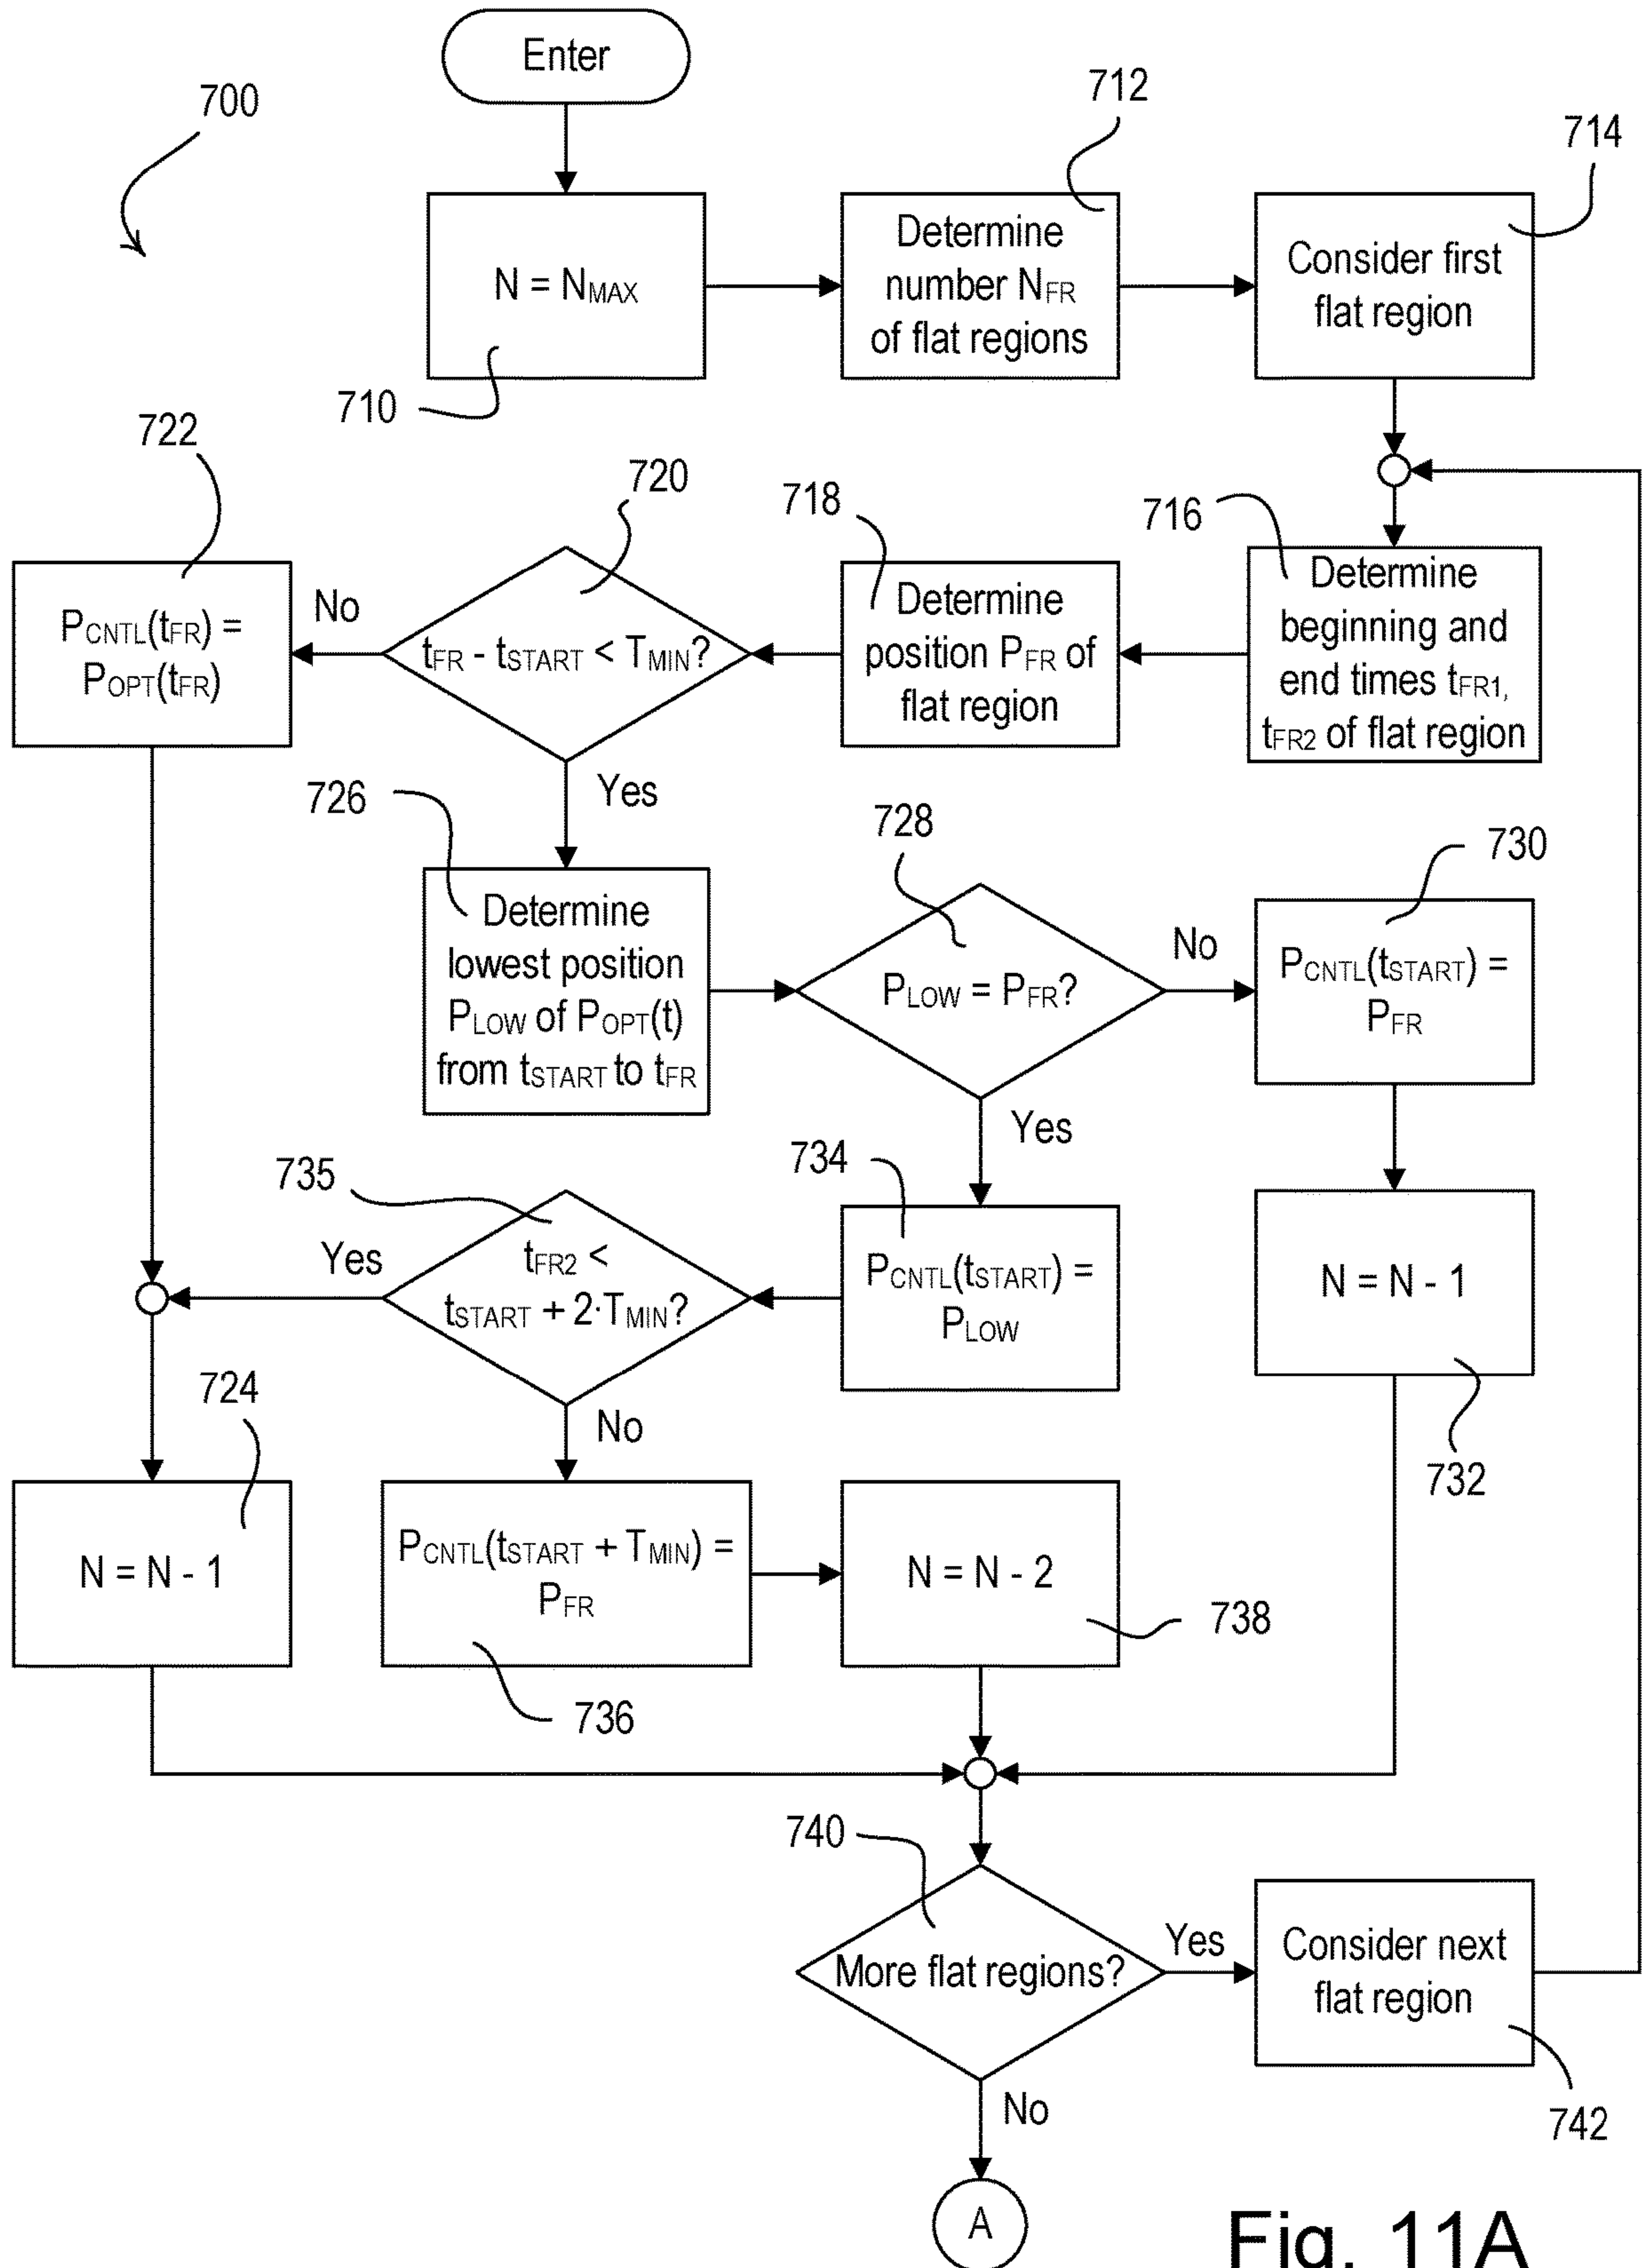 Enter
700
712
714
N = NMAX
710
Determine
number NFR
of flat regions
Consider first
flat region
722
720
718
716
PCNTL(tFR) =
POPT(tFR)
No
tFR - tSTART < TMIN?
Yes
Determine
position PFR of
flat region
Determine
beginning and
end times tFR1,
tFR2 of flat region
726
728
730
Determine
lowest position
PLOW of POPT(t)
from tSTART to tFR
PLOW = PFR?
No
Yes
PCNTL(tSTART) =
PFR
735
734
Yes
tFR2 <
tSTART + 2·TMIN?
No
PCNTL(tSTART) =
PLOW
N = N - 1
732
724
N = N - 1
PCNTL(tSTART + TMIN) =
PFR
736
N = N - 2
738
740
More flat regions?
Yes
No
Consider next
flat region
742
A
Fig. 11A